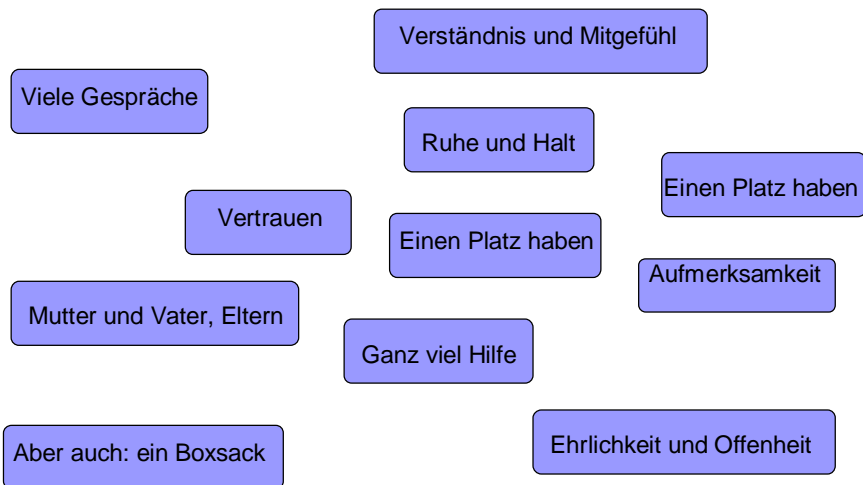 Verständnis und Mitgefühl
Viele Gespräche
Ruhe und Halt
Einen Platz haben
Vertrauen
Einen Platz haben
Aufmerksamkeit
Mutter und Vater, Eltern
Ganz viel Hilfe
Aber auch: ein Boxsack
Ehrlichkeit und Offenheit